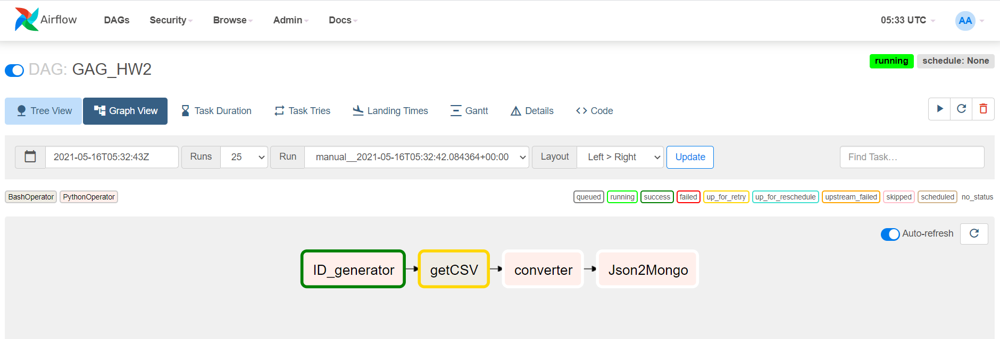 Airflow DAGs Security Browse Admin Docs 05:33 UTC AA
running schedule: None
DAG: GAG_HW2
Tree View Graph View Task Duration Task Tries Landing Times Gantt Details Code
2021-05-16T05:32:43Z Runs 25 Run manual__2021-05-16T05:32:42.084364+00:00 Layout Left > Right Update Find Task...
BashOperator PythonOperator queued running success failed up_for_retry up_for_reschedule upstream_failed skipped scheduled no_status
Auto-refresh
ID_generator getCSV converter Json2Mongo